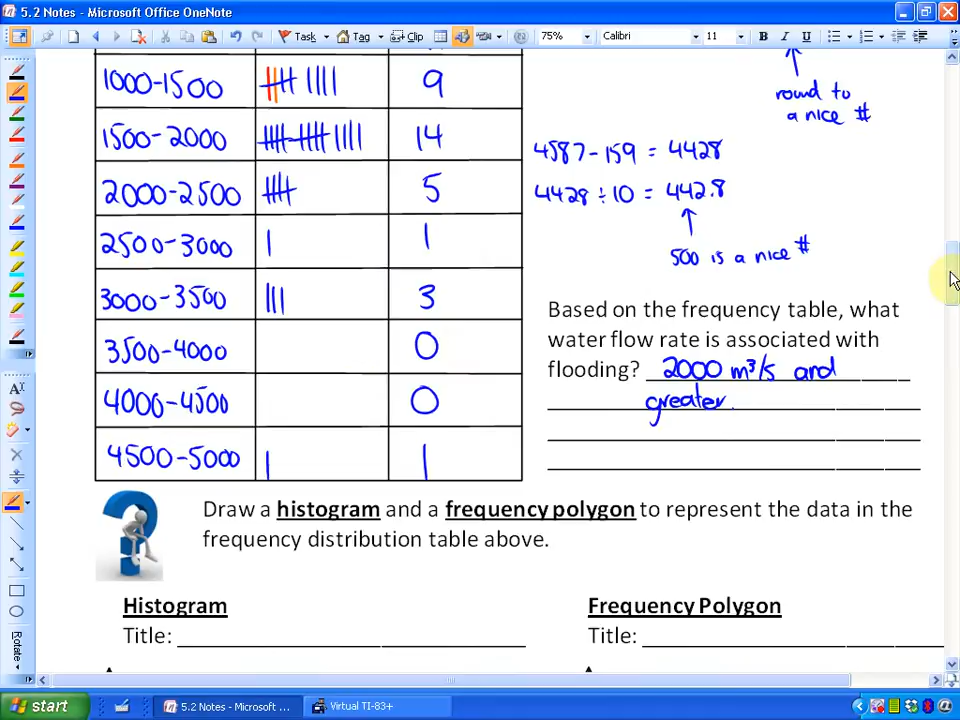 5.2 Notes - Microsoft Office OneNote
Task
Tag
Clip
75%
Calibri
11
B I U
1000-1500 9
round to
a nice #
1500-2000 14
4587-159 = 4428
2000-2500 5
4428 ÷ 10 = 442.8
2500-3000 1
500 is a nice #
3000-3500 3
3500-4000 0
4000-4500 0
4500-5000 1
Based on the frequency table, what
water flow rate is associated with
flooding? 2000 m³/s and
greater.
Draw a histogram and a frequency polygon to represent the data in the
frequency distribution table above.
Histogram
Title:
Frequency Polygon
Title:
Rotate
start
5.2 Notes - Microsoft ...
Virtual TI-83+